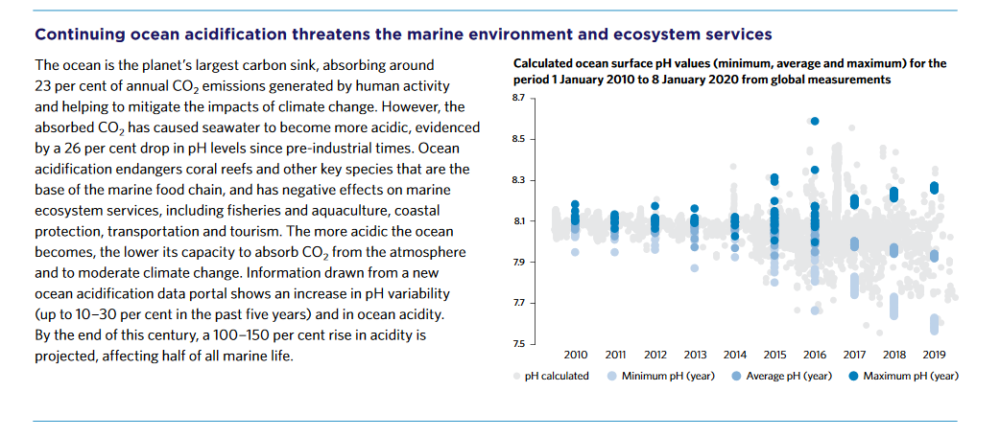 Continuing ocean acidification threatens the marine environment and ecosystem services
The ocean is the planet's largest carbon sink, absorbing around
23 per cent of annual CO₂ emissions generated by human activity
and helping to mitigate the impacts of climate change. However, the
absorbed CO₂ has caused seawater to become more acidic, evidenced
by a 26 per cent drop in pH levels since pre-industrial times. Ocean
acidification endangers coral reefs and other key species that are the
base of the marine food chain, and has negative effects on marine
ecosystem services, including fisheries and aquaculture, coastal
protection, transportation and tourism. The more acidic the ocean
becomes, the lower its capacity to absorb CO₂ from the atmosphere
and to moderate climate change. Information drawn from a new
ocean acidification data portal shows an increase in pH variability
(up to 10–30 per cent in the past five years) and in ocean acidity.
By the end of this century, a 100–150 per cent rise in acidity is
projected, affecting half of all marine life.
Calculated ocean surface pH values (minimum, average and maximum) for the
period 1 January 2010 to 8 January 2020 from global measurements
8.7
8.5
8.3
8.1
7.9
7.7
7.5
2010 2011 2012 2013 2014 2015 2016 2017 2018 2019
pH calculated Minimum pH (year) Average pH (year) Maximum pH (year)